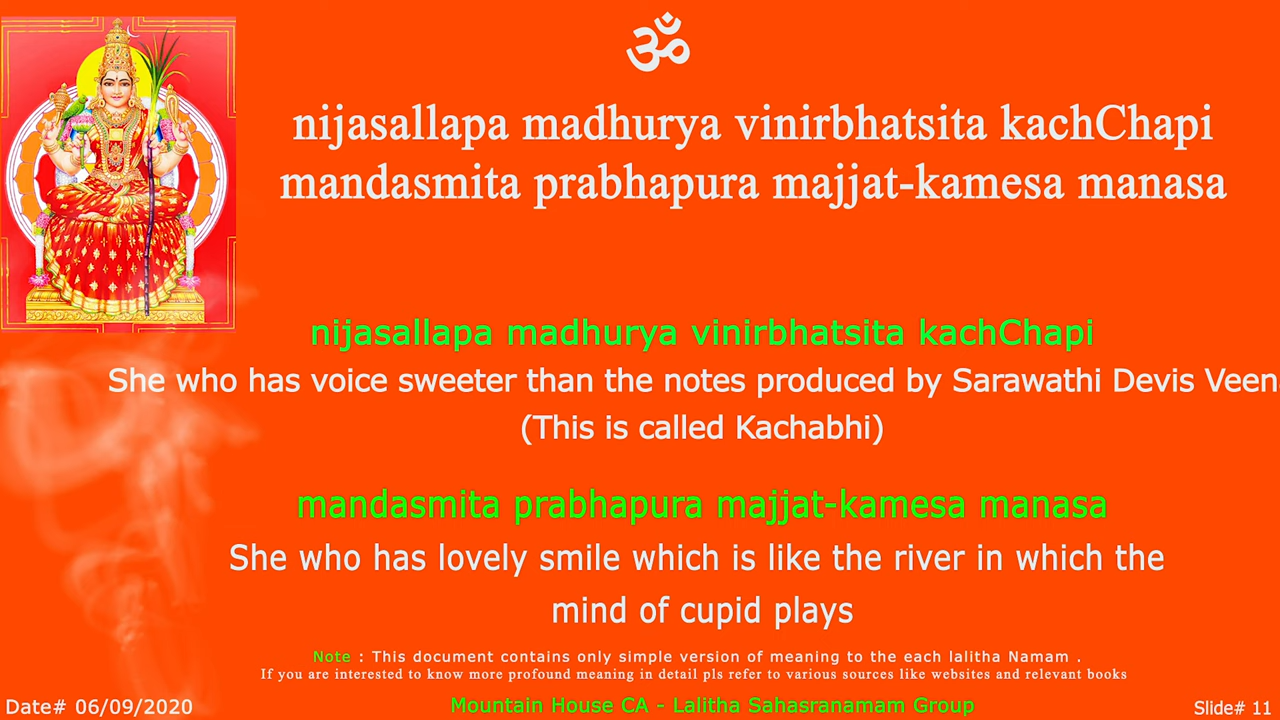 ॐ
nijasallapa madhurya vinirbhatsita kachChapi
mandasmita prabhapura majjat-kamesa manasa
nijasallapa madhurya vinirbhatsita kachChapi
She who has voice sweeter than the notes produced by Sarawathi Devis Veen
(This is called Kachabhi)
mandasmita prabhapura majjat-kamesa manasa
She who has lovely smile which is like the river in which the
mind of cupid plays
Note : This document contains only simple version of meaning to the each lalitha Namam .
If you are interested to know more profound meaning in detail pls refer to various sources like websites and relevant books
Date# 06/09/2020
Mountain House CA - Lalitha Sahasranamam Group
Slide# 11